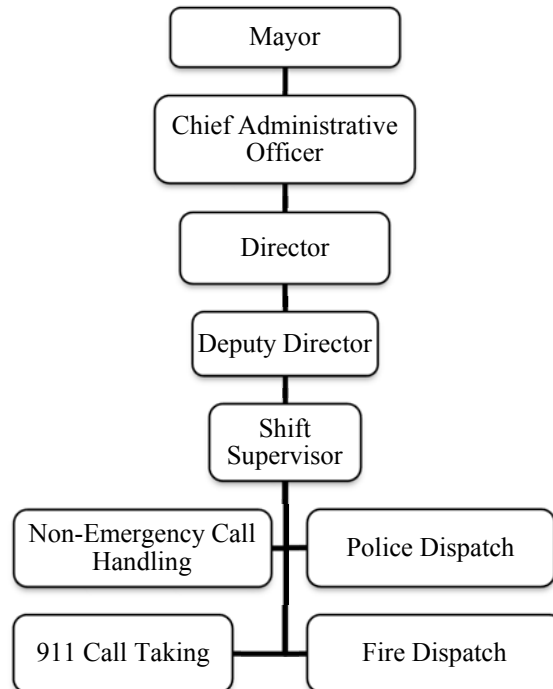 Mayor
Chief Administrative
Officer
Director
Deputy Director
Shift
Supervisor
Non-Emergency Call
Handling
Police Dispatch
911 Call Taking
Fire Dispatch